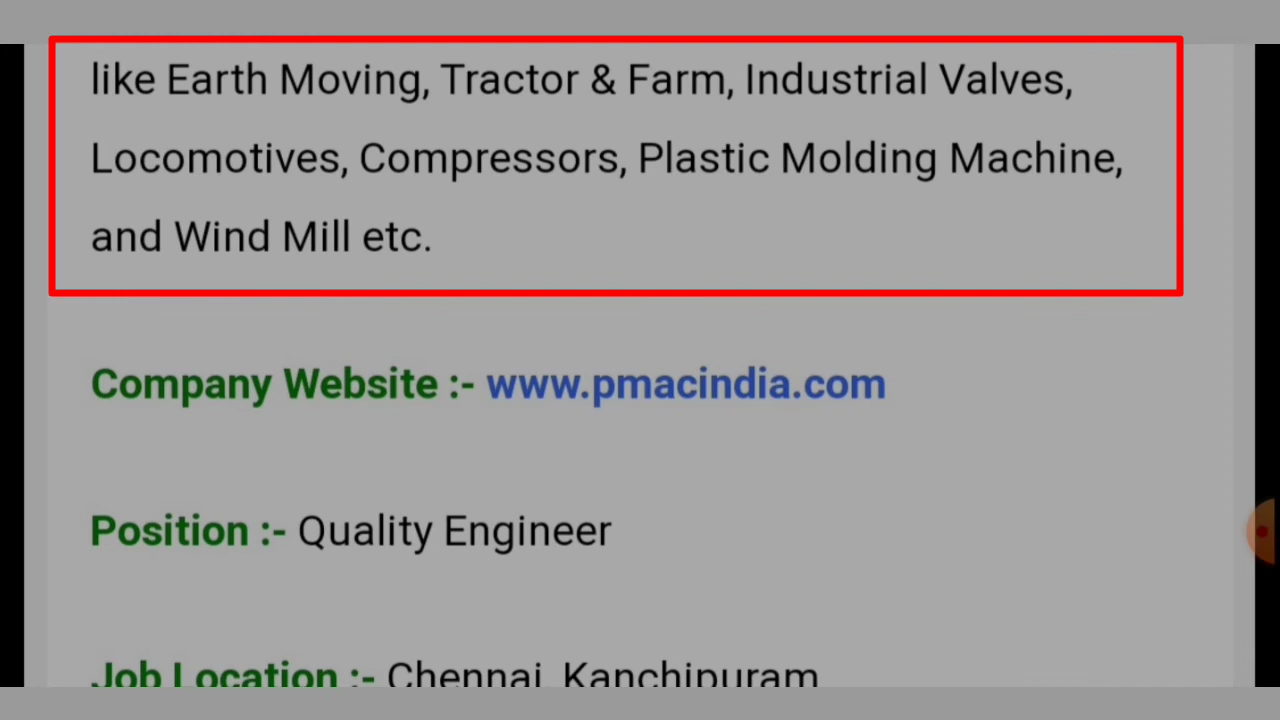 like Earth Moving, Tractor & Farm, Industrial Valves,
Locomotives, Compressors, Plastic Molding Machine,
and Wind Mill etc.
Company Website :- www.pmacindia.com
Position :- Quality Engineer
Job Location :- Chennai, Kanchipuram